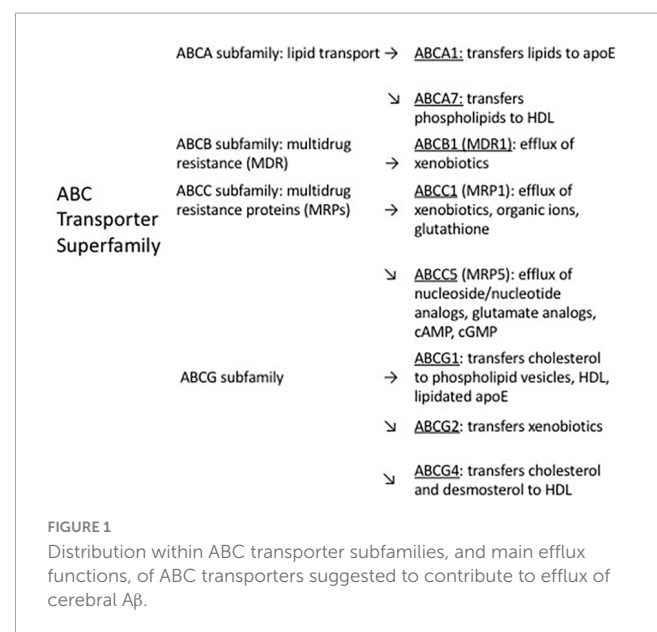 ABC
Transporter
Superfamily
ABCA subfamily: lipid transport → ABCA1: transfers lipids to apoE
↘ ABCA7: transfers
phospholipids to HDL
ABCB subfamily: multidrug
resistance (MDR)
→ ABCB1 (MDR1): efflux of
xenobiotics
ABCC subfamily: multidrug
resistance proteins (MRPs)
→ ABCC1 (MRP1): efflux of
xenobiotics, organic ions,
glutathione
↘ ABCC5 (MRP5): efflux of
nucleoside/nucleotide
analogs, glutamate analogs,
cAMP, cGMP
ABCG subfamily
→ ABCG1: transfers cholesterol
to phospholipid vesicles, HDL,
lipidated apoE
↘ ABCG2: transfers xenobiotics
↘ ABCG4: transfers cholesterol
and desmosterol to HDL
FIGURE 1
Distribution within ABC transporter subfamilies, and main efflux
functions, of ABC transporters suggested to contribute to efflux of
cerebral Aβ.